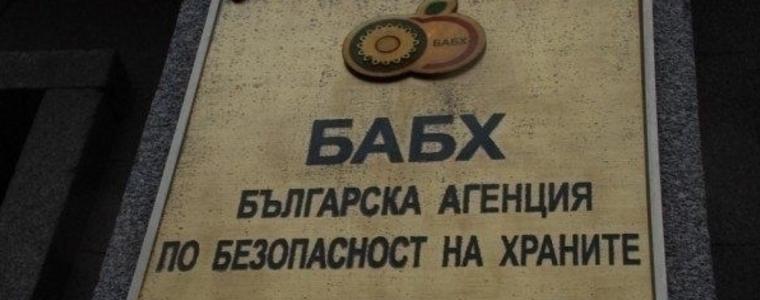 БАБХ
БАБХ
БЪЛГАРСКА АГЕНЦИЯ
ПО БЕЗОПАСНОСТ НА ХРАНИТЕ